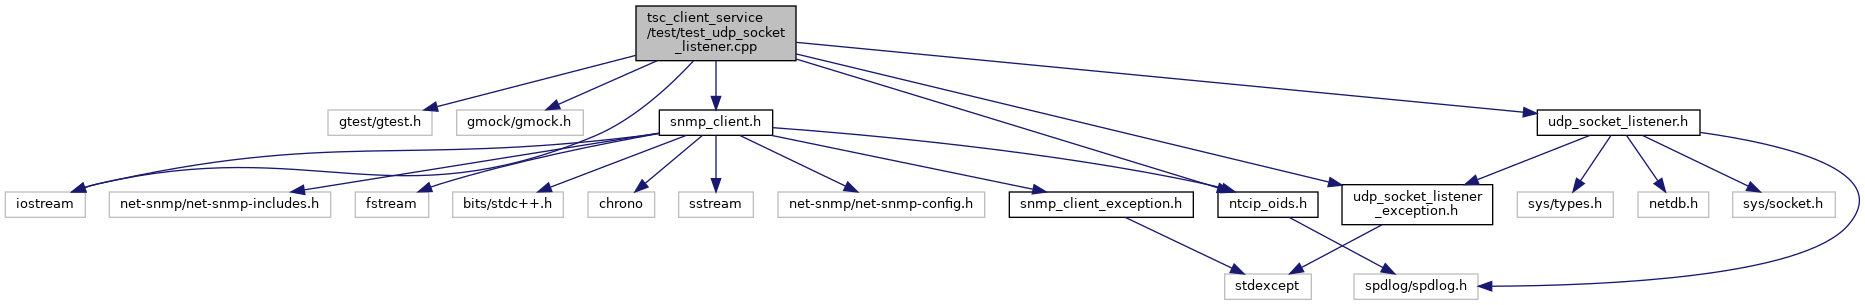 tsc_client_service
/test/test_udp_socket
_listener.cpp
gtest/gtest.h
gmock/gmock.h
snmp_client.h
udp_socket_listener.h
iostream
net-snmp/net-snmp-includes.h
fstream
bits/stdc++.h
chrono
sstream
net-snmp/net-snmp-config.h
snmp_client_exception.h
ntcip_oids.h
udp_socket_listener
_exception.h
sys/types.h
netdb.h
sys/socket.h
stdexcept
spdlog/spdlog.h